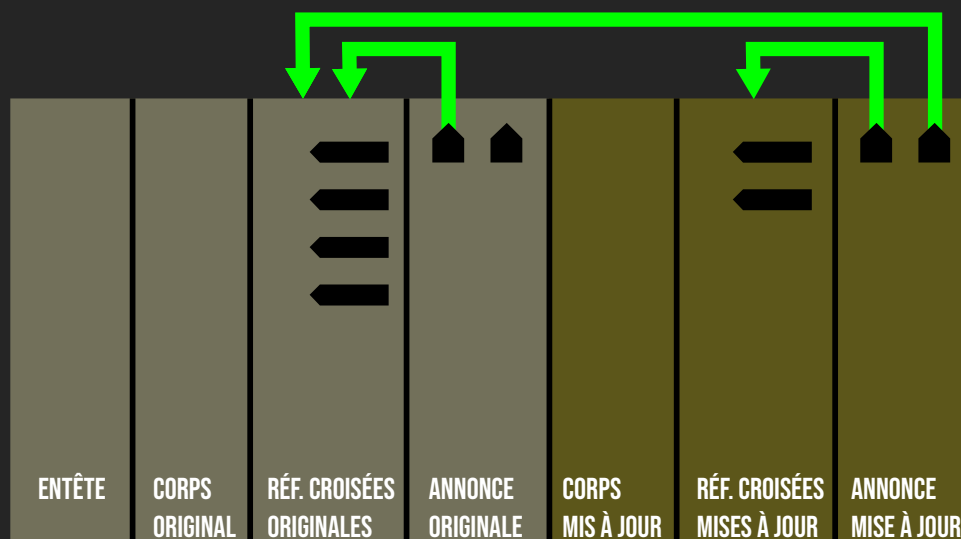 ENTÊTE
CORPS
ORIGINAL
RÉF. CROISÉES
ORIGINALES
ANNONCE
ORIGINALE
CORPS
MIS À JOUR
RÉF. CROISÉES
MISES À JOUR
ANNONCE
MISE À JOUR